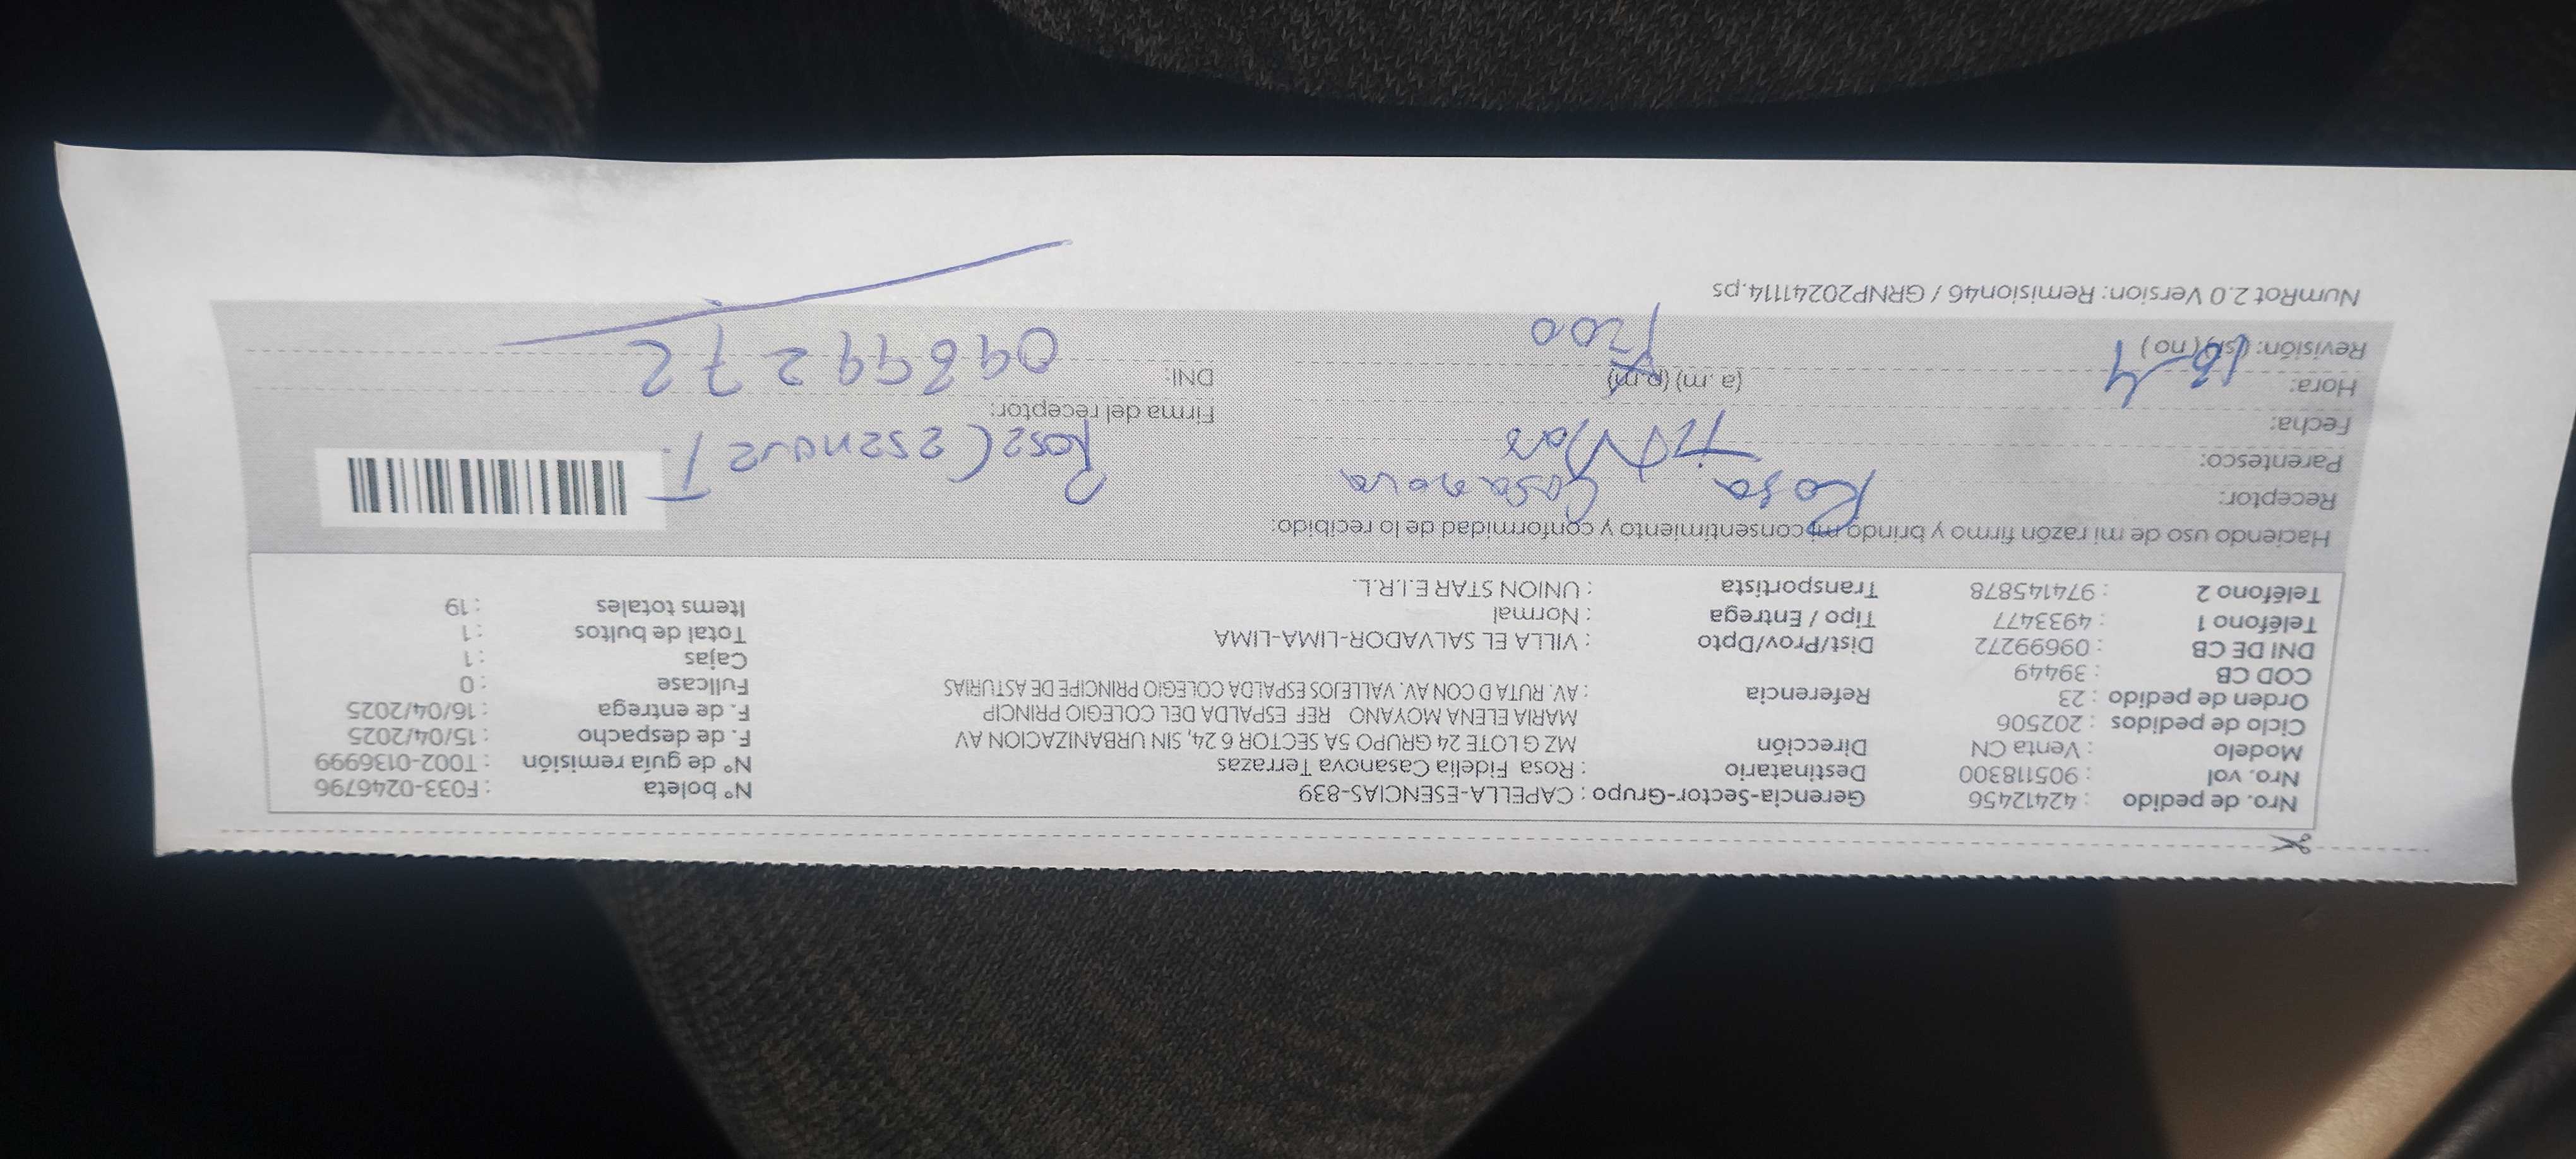 Nro. de pedido : 42412456 Gerencia-Sector-Grupo : CAPELLA-ESENCIAS-839 N° boleta : F033-0246796
Nro. vol : 905118300 Destinatario : Rosa Fidelia Casanova Terrazas N° de guía remisión : T002-0136999
Modelo : Venta CN Dirección MZ G LOTE 24 GRUPO 5A SECTOR 6 24, SIN URBANIZACION AV F. de despacho : 15/04/2025
Ciclo de pedidos : 202506 MARIA ELENA MOYANO REF ESPALDA DEL COLEGIO PRINCIP F. de entrega : 16/04/2025
Orden de pedido : 23 Referencia : AV. RUTA D CON AV. VALLEJOS ESPALDA COLEGIO PRINCIPE DE ASTURIAS Fullcase : 0
COD CB : 39449 Cajas : 1
DNI DE CB : 09699272 Dist/Prov/Dpto : VILLA EL SALVADOR-LIMA-LIMA Total de bultos : 1
Teléfono 1 : 4933477 Tipo / Entrega : Normal Items totales : 19
Teléfono 2 : 974145878 Transportista : UNION STAR E.I.R.L.
Haciendo uso de mi razón firmo y brindo mi consentimiento y conformidad de lo recibido:
Receptor: Rosa Casanova
Parentesco: Titular
Fecha: Firma del receptor:
Hora: 16-4 (a. m) (p.m) DNI: 09699272
Revisión: (si) (no) 1200
NumRot 2.0 Version: Remision46 / GRNP20241114.ps